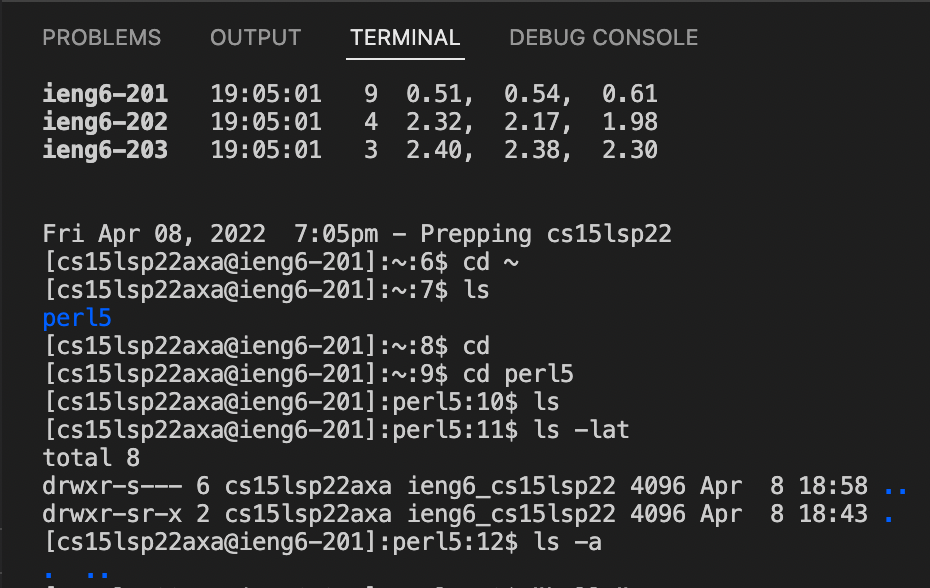 PROBLEMS OUTPUT TERMINAL DEBUG CONSOLE
ieng6-201 19:05:01 9 0.51, 0.54, 0.61
ieng6-202 19:05:01 4 2.32, 2.17, 1.98
ieng6-203 19:05:01 3 2.40, 2.38, 2.30
Fri Apr 08, 2022 7:05pm - Prepping cs15lsp22
[cs15lsp22axa@ieng6-201]:~:6$ cd ~
[cs15lsp22axa@ieng6-201]:~:7$ ls
perl5
[cs15lsp22axa@ieng6-201]:~:8$ cd
[cs15lsp22axa@ieng6-201]:~:9$ cd perl5
[cs15lsp22axa@ieng6-201]:perl5:10$ ls
[cs15lsp22axa@ieng6-201]:perl5:11$ ls -lat
total 8
drwxr-s--- 6 cs15lsp22axa ieng6_cs15lsp22 4096 Apr  8 18:58 ..
drwxr-sr-x 2 cs15lsp22axa ieng6_cs15lsp22 4096 Apr  8 18:43 .
[cs15lsp22axa@ieng6-201]:perl5:12$ ls -a
.  ..